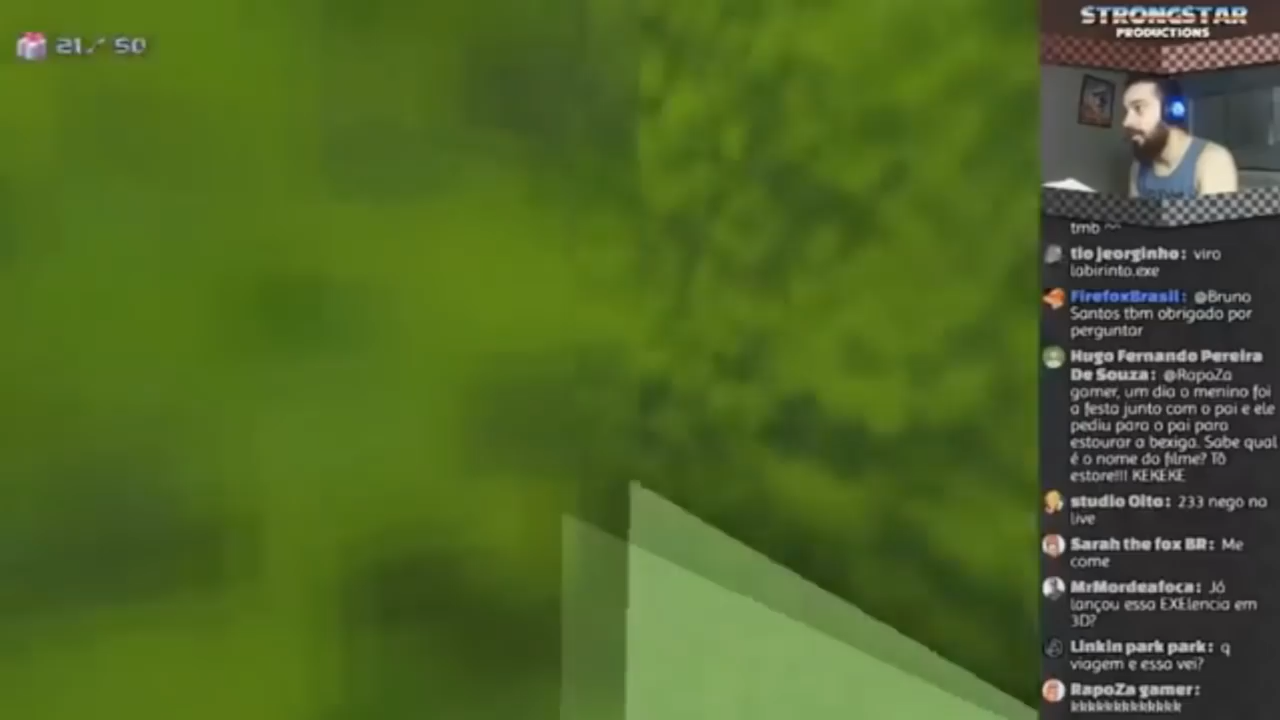 21/50
STRONGSTAR
PRODUCTIONS
tmb ^^
tio jeorginho: viro
labirinto.exe
FirefoxBrasil: @Bruno
Santos tbm obrigado por
perguntar
Hugo Fernando Pereira
De Souza: @RapoZa
gamer, um dia o menino foi
a festa junto com o pai e ele
pediu para o pai para
estourar a bexiga. Sabe qual
é o nome do filme? Tô
estore!!! KEKEKE
studio Oito: 233 nego na
live
Sarah the fox BR: Me
come
MrMordeafoca: Já
lançou essa EXElencia em
3D?
Linkin park park: q
viagem e essa vei?
RapoZa gamer:
kkkkkkkkkkkkk